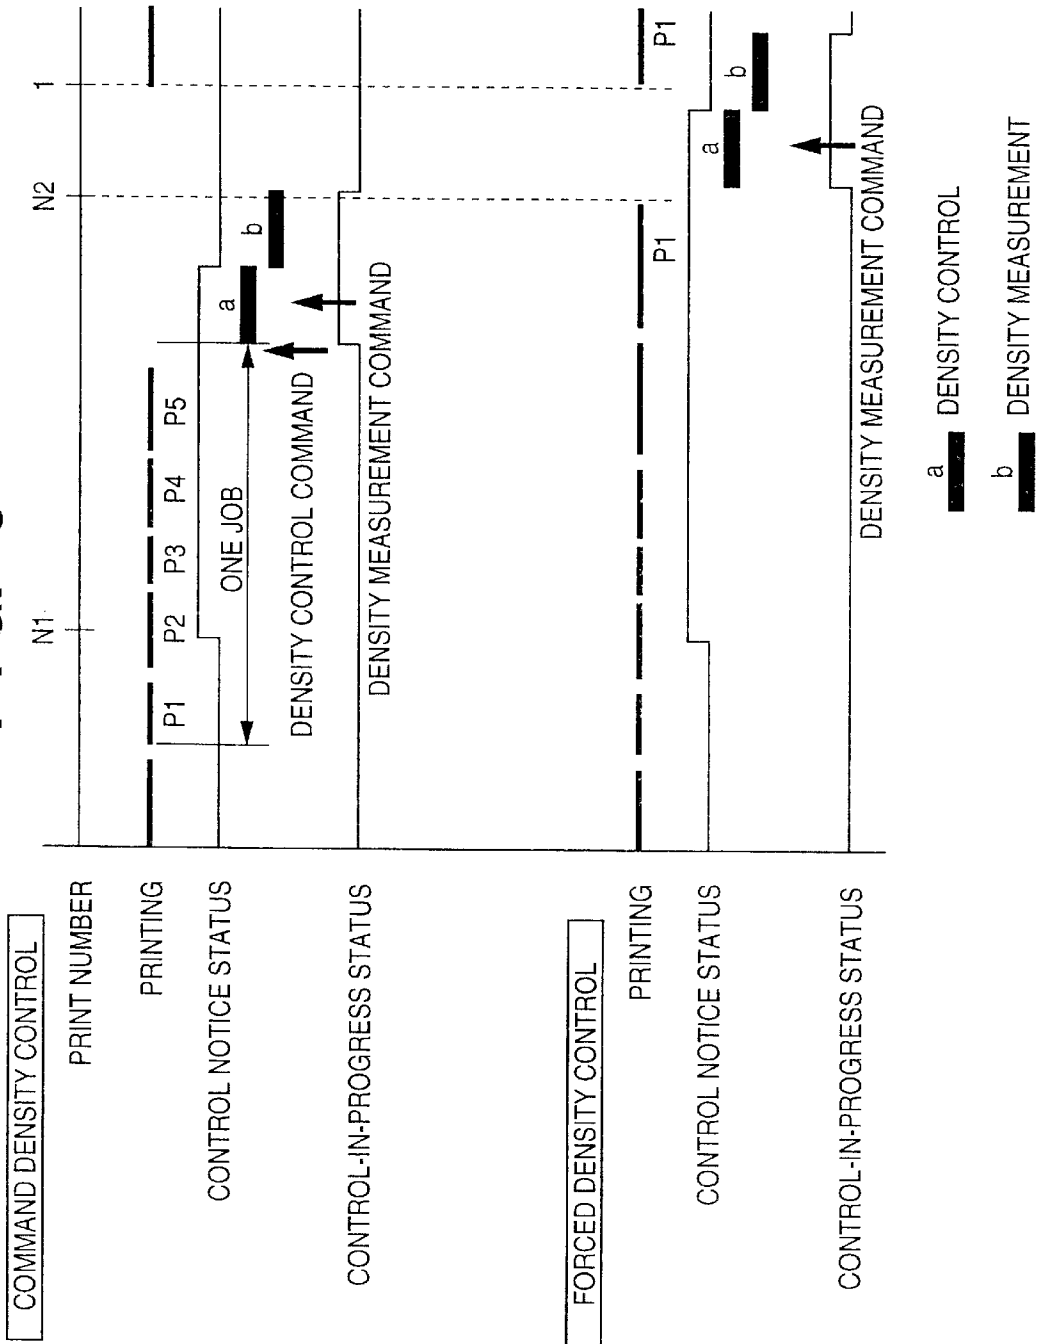 COMMAND DENSITY CONTROL
PRINT NUMBER
N1
N2
1
PRINTING
P1
P2
P3
P4
P5
CONTROL NOTICE STATUS
ONE JOB
a
b
DENSITY CONTROL COMMAND
CONTROL-IN-PROGRESS STATUS
DENSITY MEASUREMENT COMMAND
FORCED DENSITY CONTROL
PRINTING
P1
P1
CONTROL NOTICE STATUS
a
b
CONTROL-IN-PROGRESS STATUS
DENSITY MEASUREMENT COMMAND
a
DENSITY CONTROL
b
DENSITY MEASUREMENT